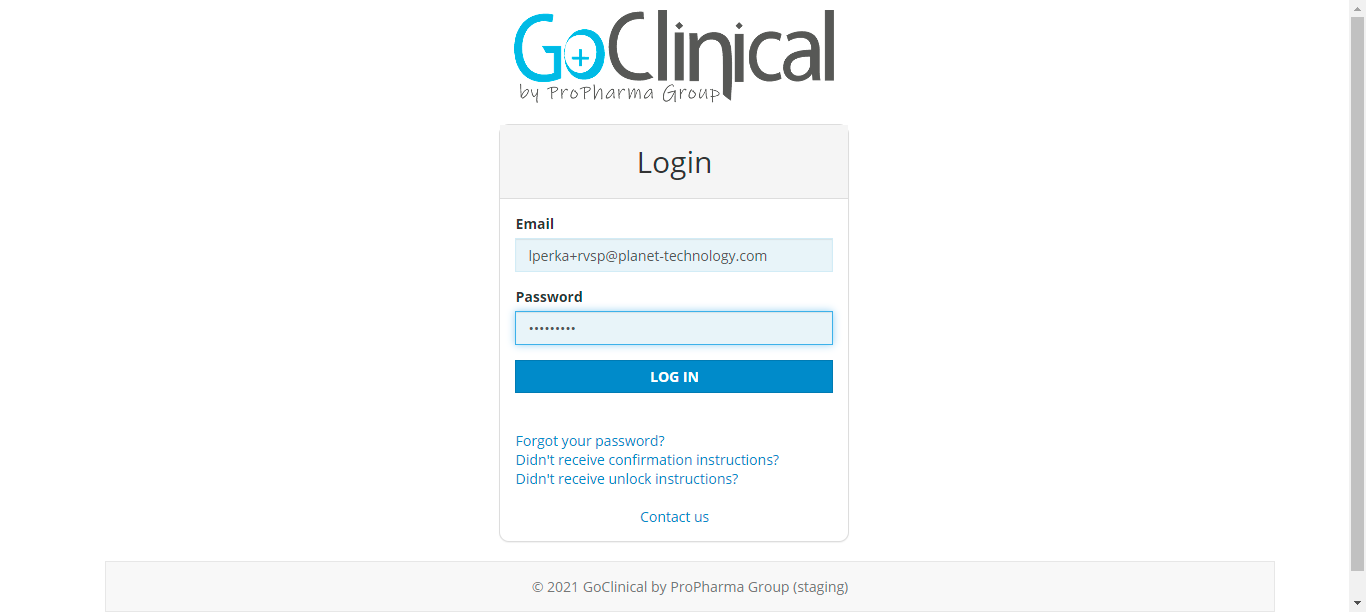 GoClinical
by ProPharma Group
Login
Email
lperka+rvsp@planet-technology.com
Password
•••••••••
LOG IN
Forgot your password?
Didn't receive confirmation instructions?
Didn't receive unlock instructions?
Contact us
© 2021 GoClinical by ProPharma Group (staging)